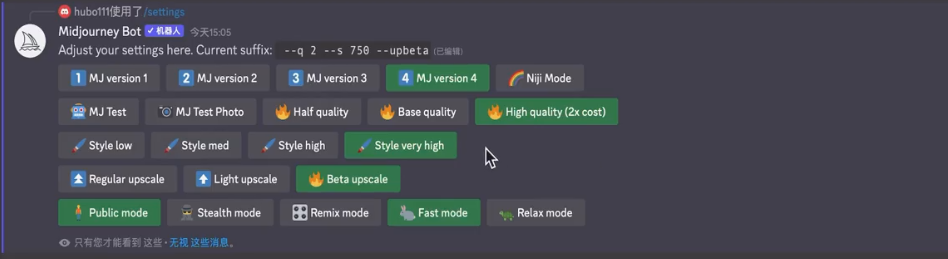 hubo111使用了/settings
Midjourney Bot ✓机器人 今天15:05
Adjust your settings here. Current suffix: --q 2 --s 750 --upbeta (已编辑)
1 MJ version 1 2 MJ version 2 3 MJ version 3 4 MJ version 4 Niji Mode
MJ Test MJ Test Photo Half quality Base quality High quality (2x cost)
Style low Style med Style high Style very high
Regular upscale Light upscale Beta upscale
Public mode Stealth mode Remix mode Fast mode Relax mode
只有您才能看到 这些 · 无视 这些消息。